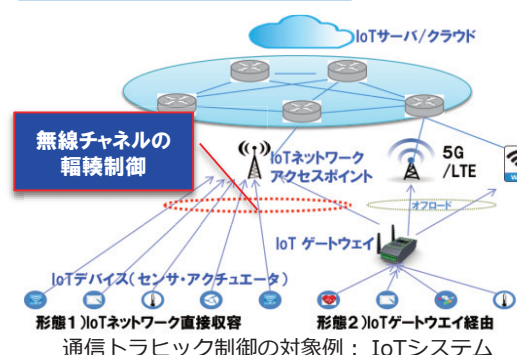 IoTサーバ/クラウド
無線チャネルの
輻輳制御
IoTネットワーク
アクセスポイント
5G
/LTE
オフロード
IoT ゲートウェイ
IoTデバイス(センサ・アクチュエータ)
形態1)IoTネットワーク直接収容
形態2)IoTゲートウエイ経由
通信トラヒック制御の対象例： IoTシステム